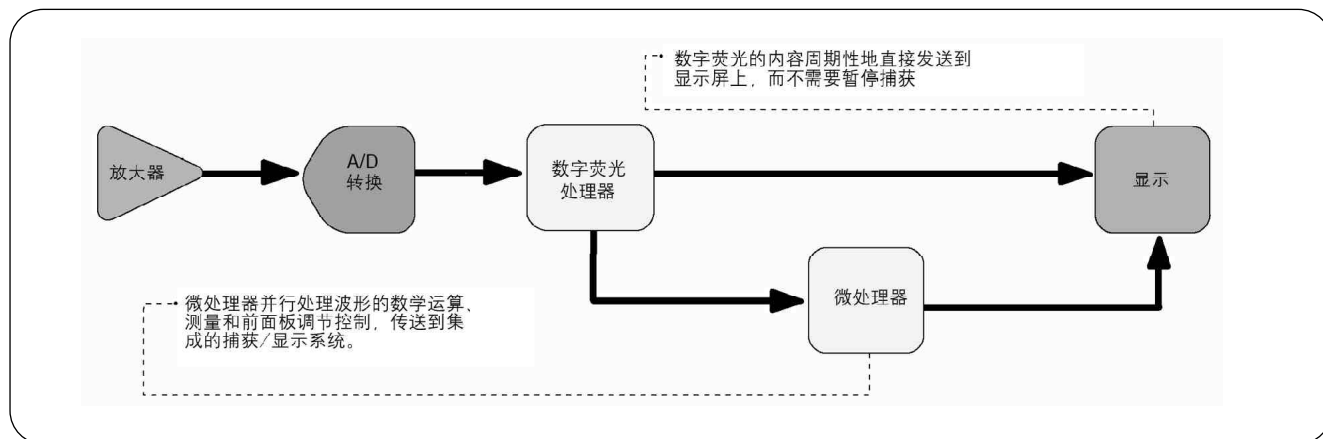 • 数字荧光的内容周期性地直接发送到
显示屏上，而不需要暂停捕获
放大器
A/D
转换
数字荧光
处理器
显示
微处理器
• 微处理器并行处理波形的数学运算、
测量和前面板调节控制，传送到集
成的捕获/显示系统。